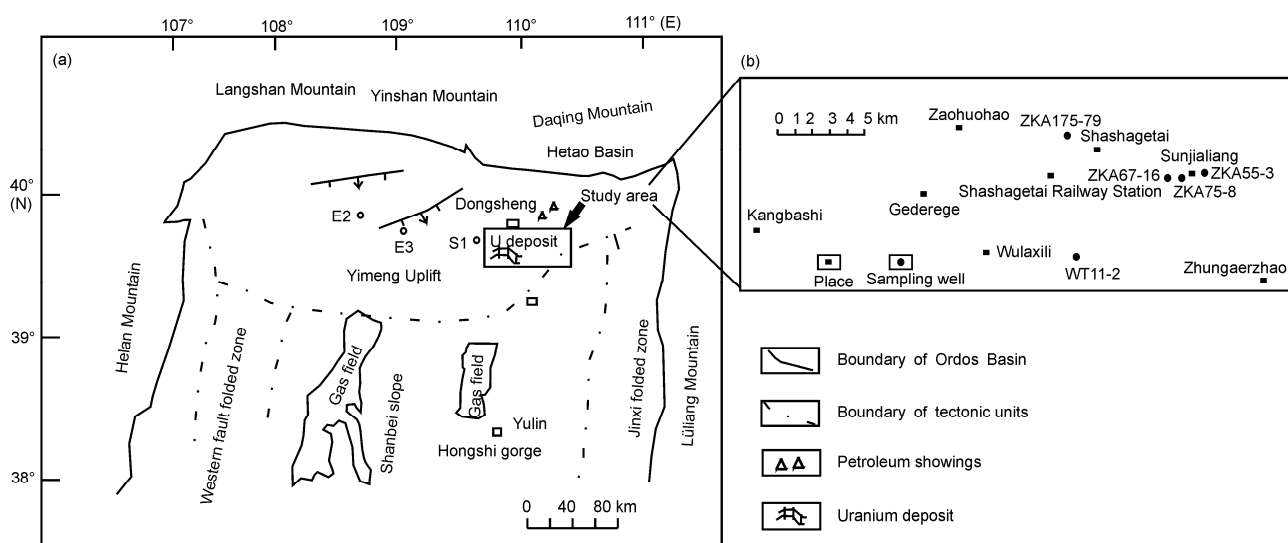 107°
108°
109°
110°
111° (E)
(a)
Langshan Mountain
Yinshan Mountain
Daqing Mountain
Hetao Basin
40°
(N)
E2
E3
Dongsheng
Study area
S1
U deposit
Yimeng Uplift
Helan Mountain
39°
Western fault folded zone
Gas field
Shanbei slope
Gas field
Jinxi folded zone
Lüliang Mountain
Yulin
Hongshi gorge
38°
0 40 80 km
(b)
0 1 2 3 4 5 km
Zaohuohao
ZKA175-79
Shashagetai
Sunjialiang
ZKA67-16
ZKA55-3
Shashagetai Railway Station
ZKA75-8
Gederege
Kangbashi
Wulaxili
WT11-2
Zhungaerzhao
Place
Sampling well
Boundary of Ordos Basin
Boundary of tectonic units
Petroleum showings
Uranium deposit